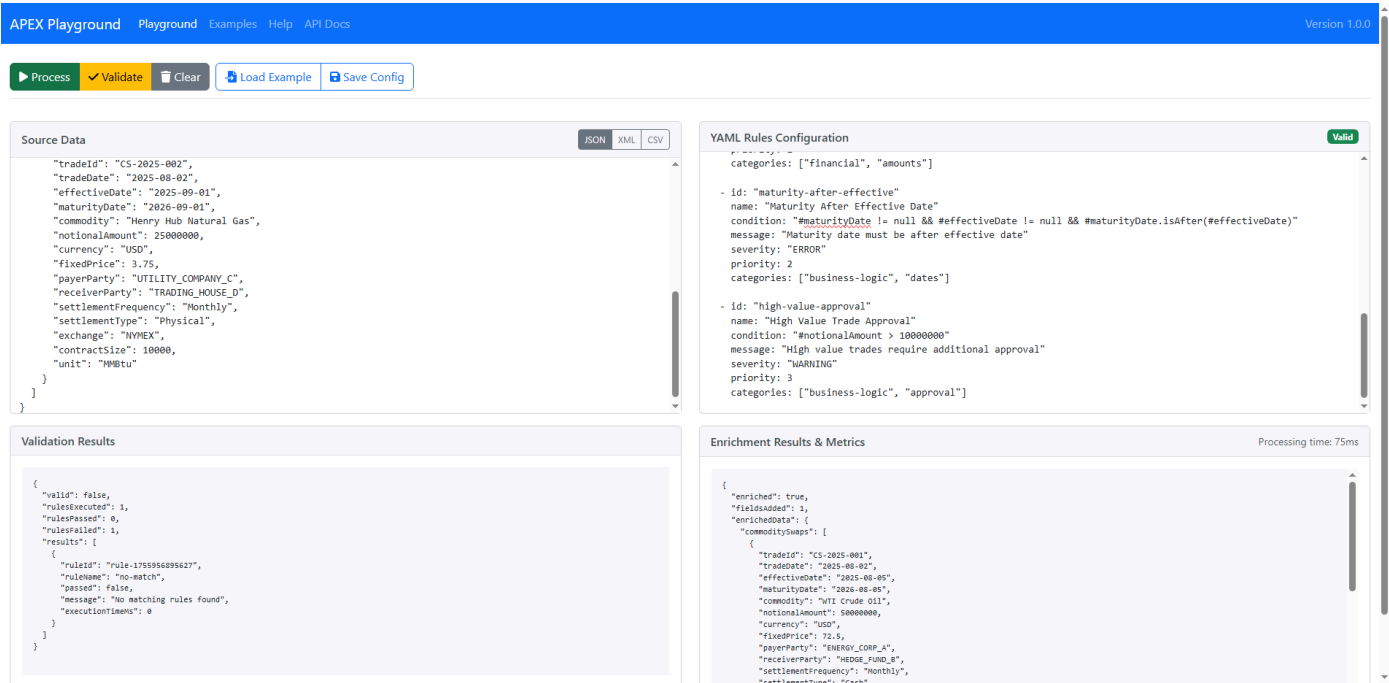 APEX Playground Playground Examples Help API Docs Version 1.0.0
Process Validate Clear Load Example Save Config
Source Data JSON XML CSV
"tradeId": "CS-2025-002",
"tradeDate": "2025-08-02",
"effectiveDate": "2025-09-01",
"maturityDate": "2026-09-01",
"commodity": "Henry Hub Natural Gas",
"notionalAmount": 25000000,
"currency": "USD",
"fixedPrice": 3.75,
"payerParty": "UTILITY_COMPANY_C",
"receiverParty": "TRADING_HOUSE_D",
"settlementFrequency": "Monthly",
"settlementType": "Physical",
"exchange": "NYMEX",
"contractSize": 10000,
"unit": "MMBtu"
}
]
}
YAML Rules Configuration Valid
categories: ["financial", "amounts"]
- id: "maturity-after-effective"
name: "Maturity After Effective Date"
condition: "#maturityDate != null && #effectiveDate != null && #maturityDate.isAfter(#effectiveDate)"
message: "Maturity date must be after effective date"
severity: "ERROR"
priority: 2
categories: ["business-logic", "dates"]
- id: "high-value-approval"
name: "High Value Trade Approval"
condition: "#notionalAmount > 10000000"
message: "High value trades require additional approval"
severity: "WARNING"
priority: 3
categories: ["business-logic", "approval"]
Validation Results
{
"valid": false,
"rulesExecuted": 1,
"rulesPassed": 0,
"rulesFailed": 1,
"results": [
{
"ruleId": "rule-1755956895627",
"ruleName": "no-match",
"passed": false,
"message": "No matching rules found",
"executionTimeMs": 0
}
]
}
Enrichment Results & Metrics Processing time: 75ms
{
"enriched": true,
"fieldsAdded": 1,
"enrichedData": {
"commoditySwaps": [
{
"tradeId": "CS-2025-001",
"tradeDate": "2025-08-02",
"effectiveDate": "2025-08-05",
"maturityDate": "2026-08-05",
"commodity": "WTI Crude Oil",
"notionalAmount": 50000000,
"currency": "USD",
"fixedPrice": 72.5,
"payerParty": "ENERGY_CORP_A",
"receiverParty": "HEDGE_FUND_B",
"settlementFrequency": "Monthly",
"settlementType": "Cash"